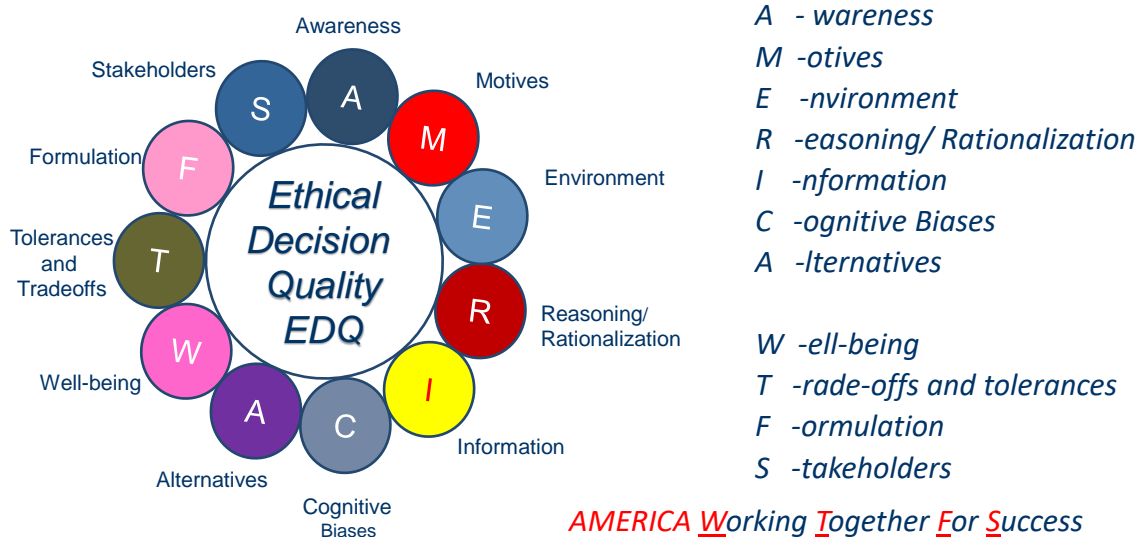 Awareness
Stakeholders
Motives
Formulation
Environment
Tolerances
and
Tradeoffs
Reasoning/
Rationalization
Well-being
Information
Alternatives
Cognitive
Biases
S
A
M
F
E
T
R
W
I
A
C
Ethical
Decision
Quality
EDQ
A - wareness
M -otives
E -nvironment
R -easoning/ Rationalization
I -nformation
C -ognitive Biases
A -lternatives
W -ell-being
T -rade-offs and tolerances
F -ormulation
S -takeholders
AMERICA Working Together For Success